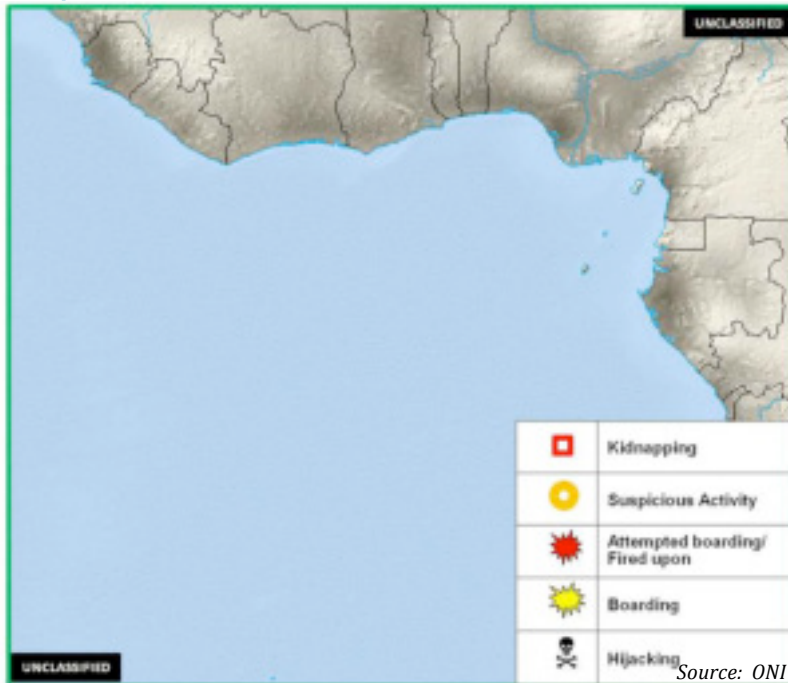 UNCLASSIFIED
Kidnapping
Suspicious Activity
Attempted boarding/
Fired upon
Boarding
Hijacking
UNCLASSIFIED
Source: ONI